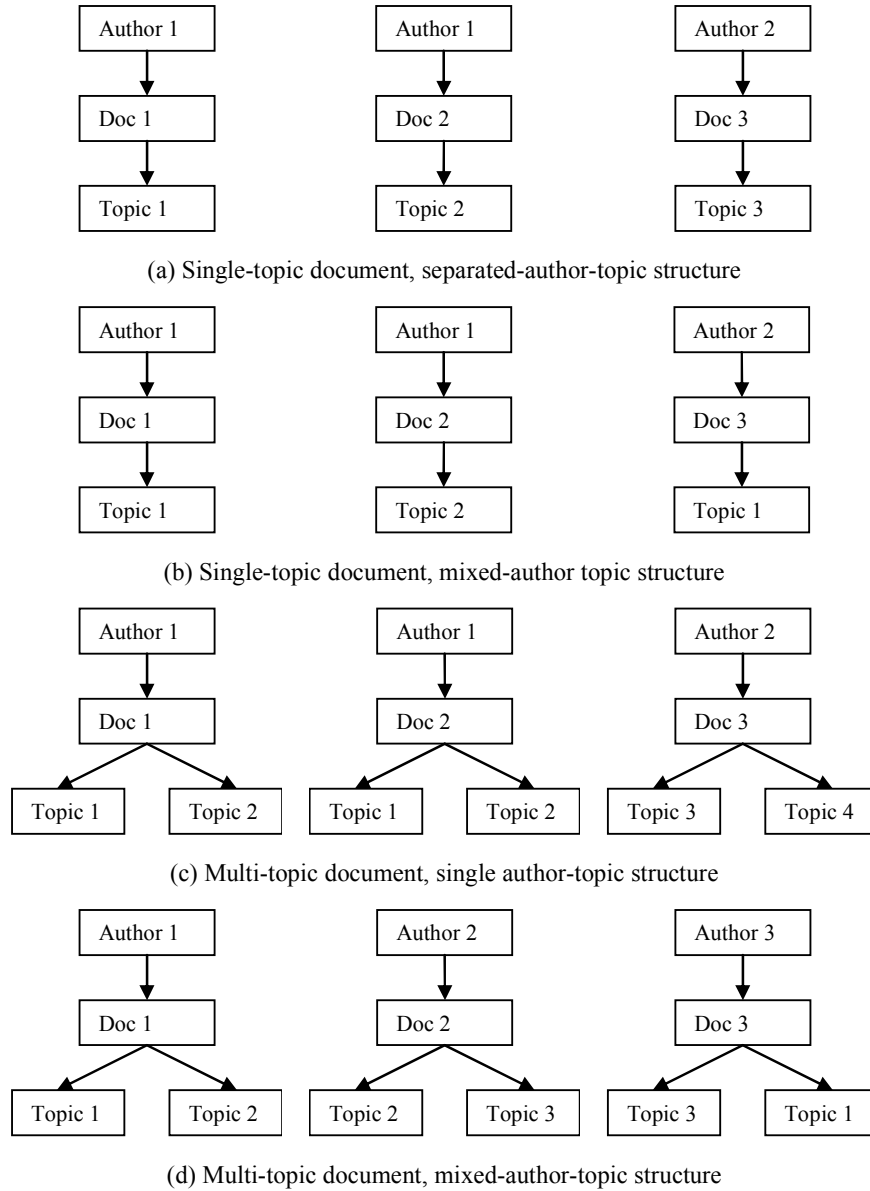 Author 1 Author 1 Author 2
Doc 1 Doc 2 Doc 3
Topic 1 Topic 2 Topic 3
(a) Single-topic document, separated-author-topic structure
Author 1 Author 1 Author 2
Doc 1 Doc 2 Doc 3
Topic 1 Topic 2 Topic 1
(b) Single-topic document, mixed-author topic structure
Author 1 Author 1 Author 2
Doc 1 Doc 2 Doc 3
Topic 1 Topic 2 Topic 1 Topic 2 Topic 3 Topic 4
(c) Multi-topic document, single author-topic structure
Author 1 Author 2 Author 3
Doc 1 Doc 2 Doc 3
Topic 1 Topic 2 Topic 2 Topic 3 Topic 3 Topic 1
(d) Multi-topic document, mixed-author-topic structure